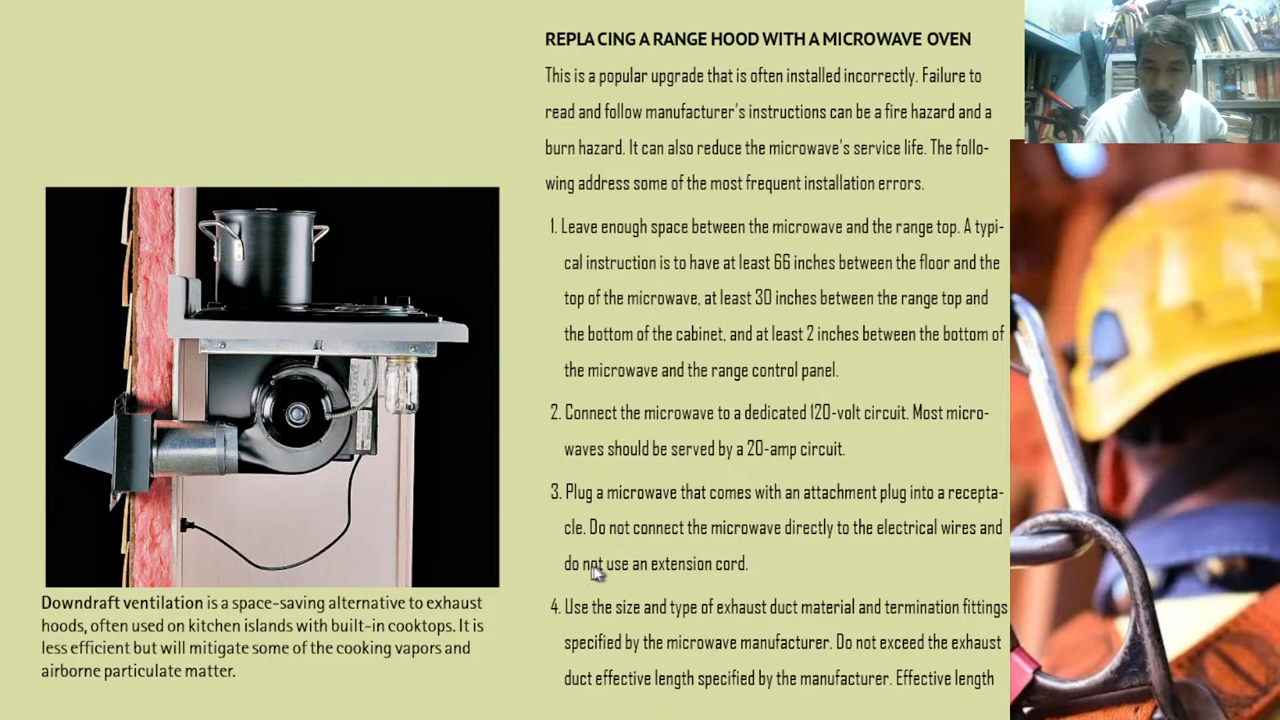 REPLA CING A RANGE HOOD WITH A MICROWAVE OVEN
This is a popular upgrade that is often installed incorrectly. Failure to
read and follow manufacturer's instructions can be a fire hazard and a
burn hazard. It can also reduce the microwave's service life. The follo-
wing address some of the most frequent installation errors.
1. Leave enough space between the microwave and the range top. A typi-
cal instruction is to have at least 66 inches between the floor and the
top of the microwave, at least 30 inches between the range top and
the bottom of the cabinet, and at least 2 inches between the bottom of
the microwave and the range control panel.
2. Connect the microwave to a dedicated 120-volt circuit. Most micro-
waves should be served by a 20-amp circuit.
3. Plug a microwave that comes with an attachment plug into a recepta-
cle. Do not connect the microwave directly to the electrical wires and
do not use an extension cord.
4. Use the size and type of exhaust duct material and termination fittings
specified by the microwave manufacturer. Do not exceed the exhaust
duct effective length specified by the manufacturer. Effective length
Downdraft ventilation is a space-saving alternative to exhaust
hoods, often used on kitchen islands with built-in cooktops. It is
less efficient but will mitigate some of the cooking vapors and
airborne particulate matter.